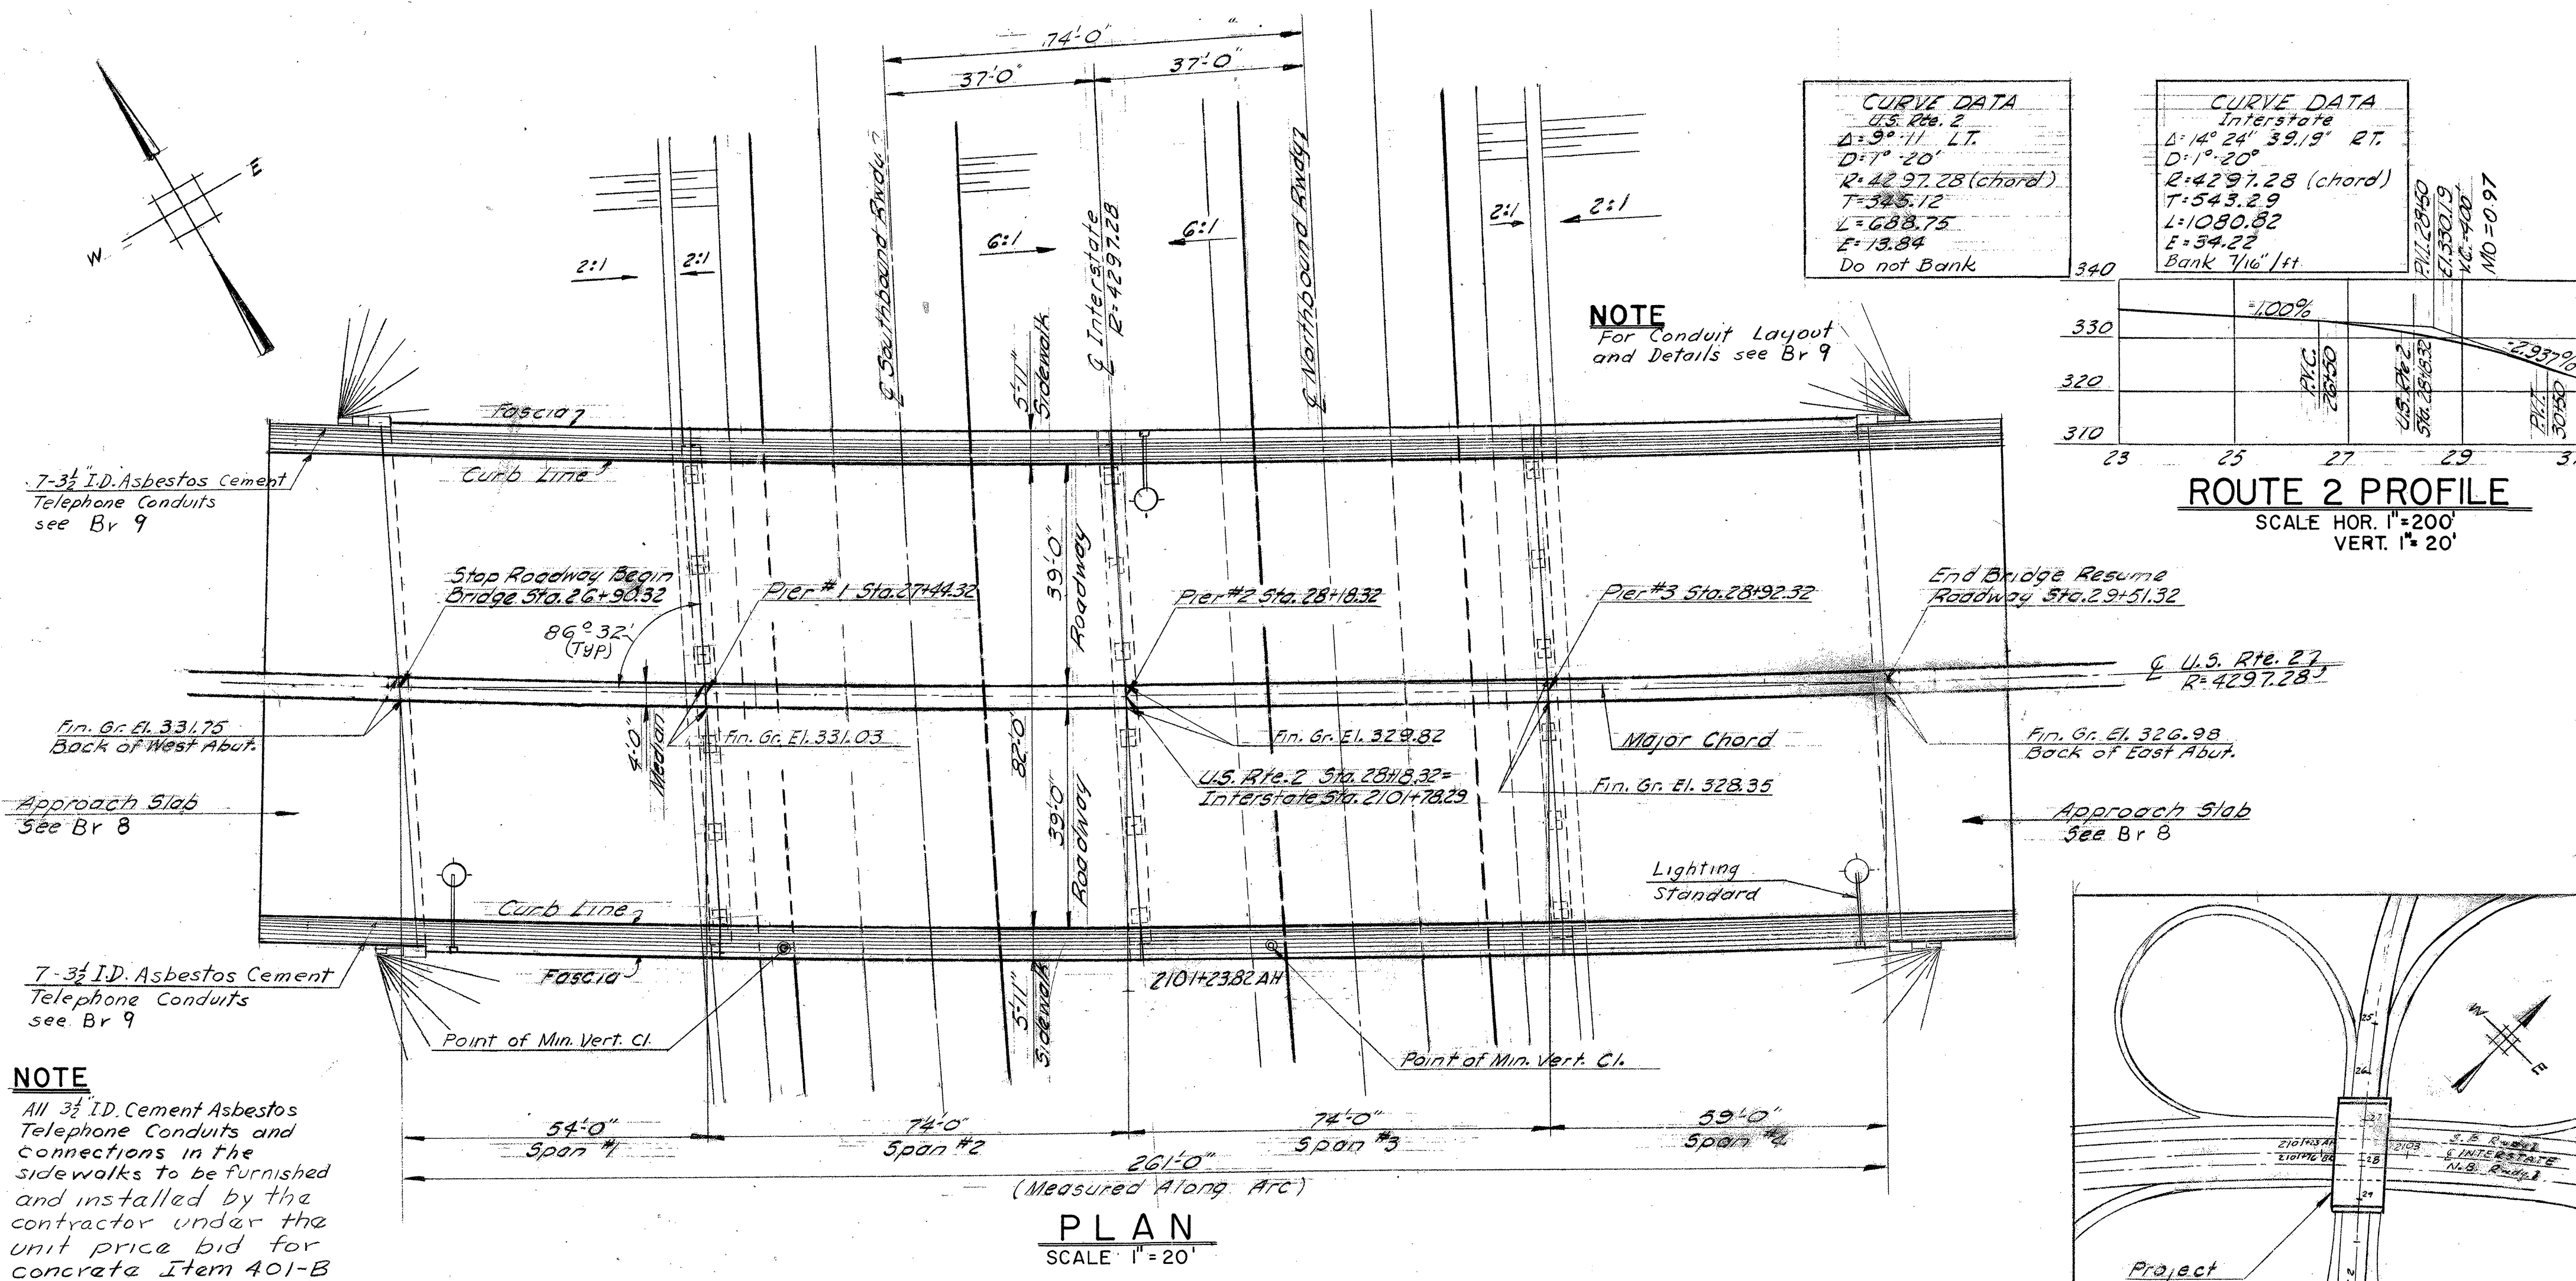 74'-0"
37'-0"
37'-0"
E
W
CURVE DATA
U.S. Rte. 2
Δ=9°-11' LT.
D=1°-20'
R=4297.28 (chord)
T=345.12
L=688.75
E=13.84
Do not Bank
CURVE DATA
Interstate
Δ=14° 24' 39.19" RT.
D=1°-20°
R=4297.28 (chord)
T=543.29
L=1080.82
E=34.22
Bank 7/16"/ft.
P.V.I. 28+50
El. 330.19
V.C.=400'
MO=0.97
340
330
320
310
-1.00%
-2.937%
P.V.C.
26+50
U.S. Rte 2
Sta. 28+18.32
P.V.T.
30+50
23
25
27
29
ROUTE 2 PROFILE
SCALE HOR. 1"=200'
VERT. 1"=20'
2:1
2:1
℄ Southbound Rway
6:1
℄ Interstate
R=4297.28
6:1
℄ Northbound Rway
2:1
2:1
5'-11"
Sidewalk
NOTE
For Conduit Layout
and Details see Br 9
Fascia
Curb Line
7-3½" I.D. Asbestos Cement
Telephone Conduits
see Br 9
39'-0"
Roadway
Stop Roadway Begin
Bridge Sta. 26+90.32
86°-32'
(Typ)
Pier #1 Sta. 27+44.32
Pier #2 Sta. 28+18.32
Pier #3 Sta. 28+92.32
End Bridge Resume
Roadway Sta. 29+51.32
℄ U.S. Rte. 2
R=4297.28'
Fin. Gr. El. 331.75
Back of West Abut.
4'-0"
Median
Fin. Gr. El. 331.03
82'-0"
Fin. Gr. El. 329.82
U.S. Rte. 2 Sta. 28+18.32=
Interstate Sta. 2101+78.29
Major Chord
Fin. Gr. El. 328.35
Fin. Gr. El. 326.98
Back of East Abut.
Approach Slab
See Br 8
39'-0"
Roadway
Approach Slab
See Br 8
Lighting
Standard
Curb Line
Fascia
7-3½" I.D. Asbestos Cement
Telephone Conduits
see Br 9
5'-11"
Sidewalk
2101+23.82 AH
Point of Min. Vert. Cl.
Point of Min. Vert. Cl.
NOTE
All 3½" I.D. Cement Asbestos
Telephone Conduits and
connections in the
sidewalks to be furnished
and installed by the
contractor under the
unit price bid for
concrete Item 401-B
54'-0"
Span #1
74'-0"
Span #2
74'-0"
Span #3
59'-0"
Span #4
261'-0"
(Measured Along Arc)
PLAN
SCALE 1"=20'
W
E
25
26
27
28
29
2103
S.B. Rwdy
℄ INTERSTATE
N.B. Rwdy
Project